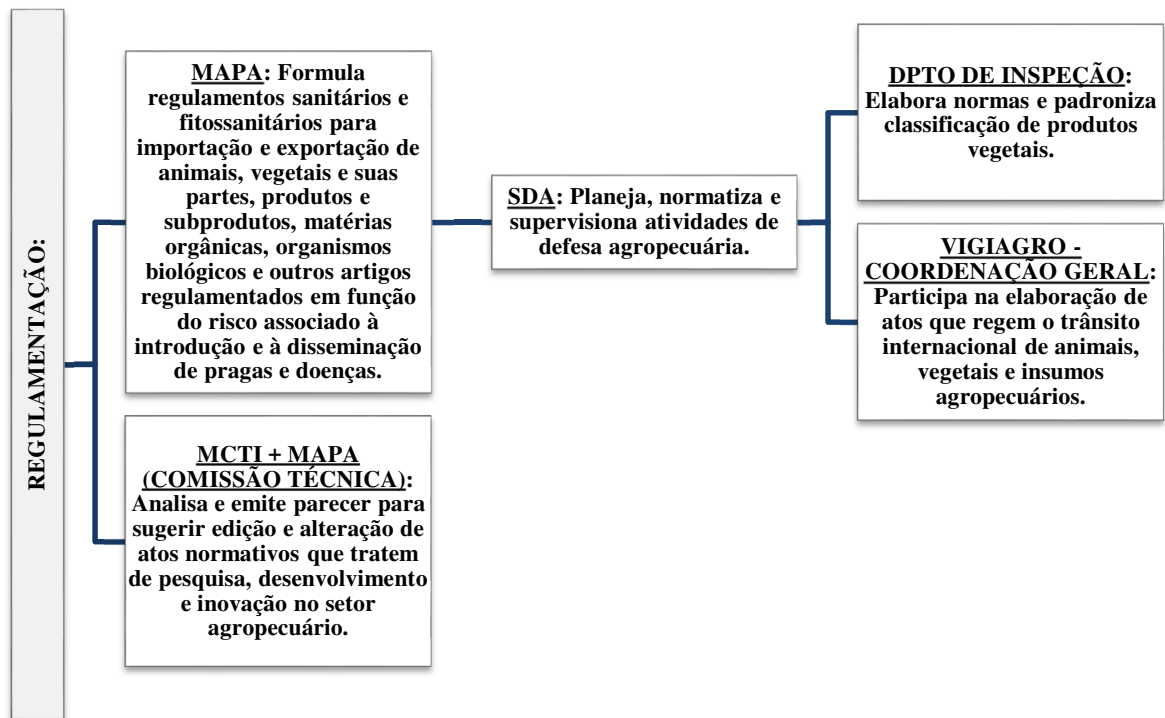 REGULAMENTAÇÃO:
MAPA: Formula
regulamentos sanitários e
fitossanitários para
importação e exportação de
animais, vegetais e suas
partes, produtos e
subprodutos, matérias
orgânicas, organismos
biológicos e outros artigos
regulamentados em função
do risco associado à
introdução e à disseminação
de pragas e doenças.
MCTI + MAPA
(COMISSÃO TÉCNICA):
Analisa e emite parecer para
sugerir edição e alteração de
atos normativos que tratem
de pesquisa, desenvolvimento
e inovação no setor
agropecuário.
SDA: Planeja, normatiza e
supervisiona atividades de
defesa agropecuária.
DPTO DE INSPEÇÃO:
Elabora normas e padroniza
classificação de produtos
vegetais.
VIGIAGRO -
COORDENAÇÃO GERAL:
Participa na elaboração de
atos que regem o trânsito
internacional de animais,
vegetais e insumos
agropecuários.